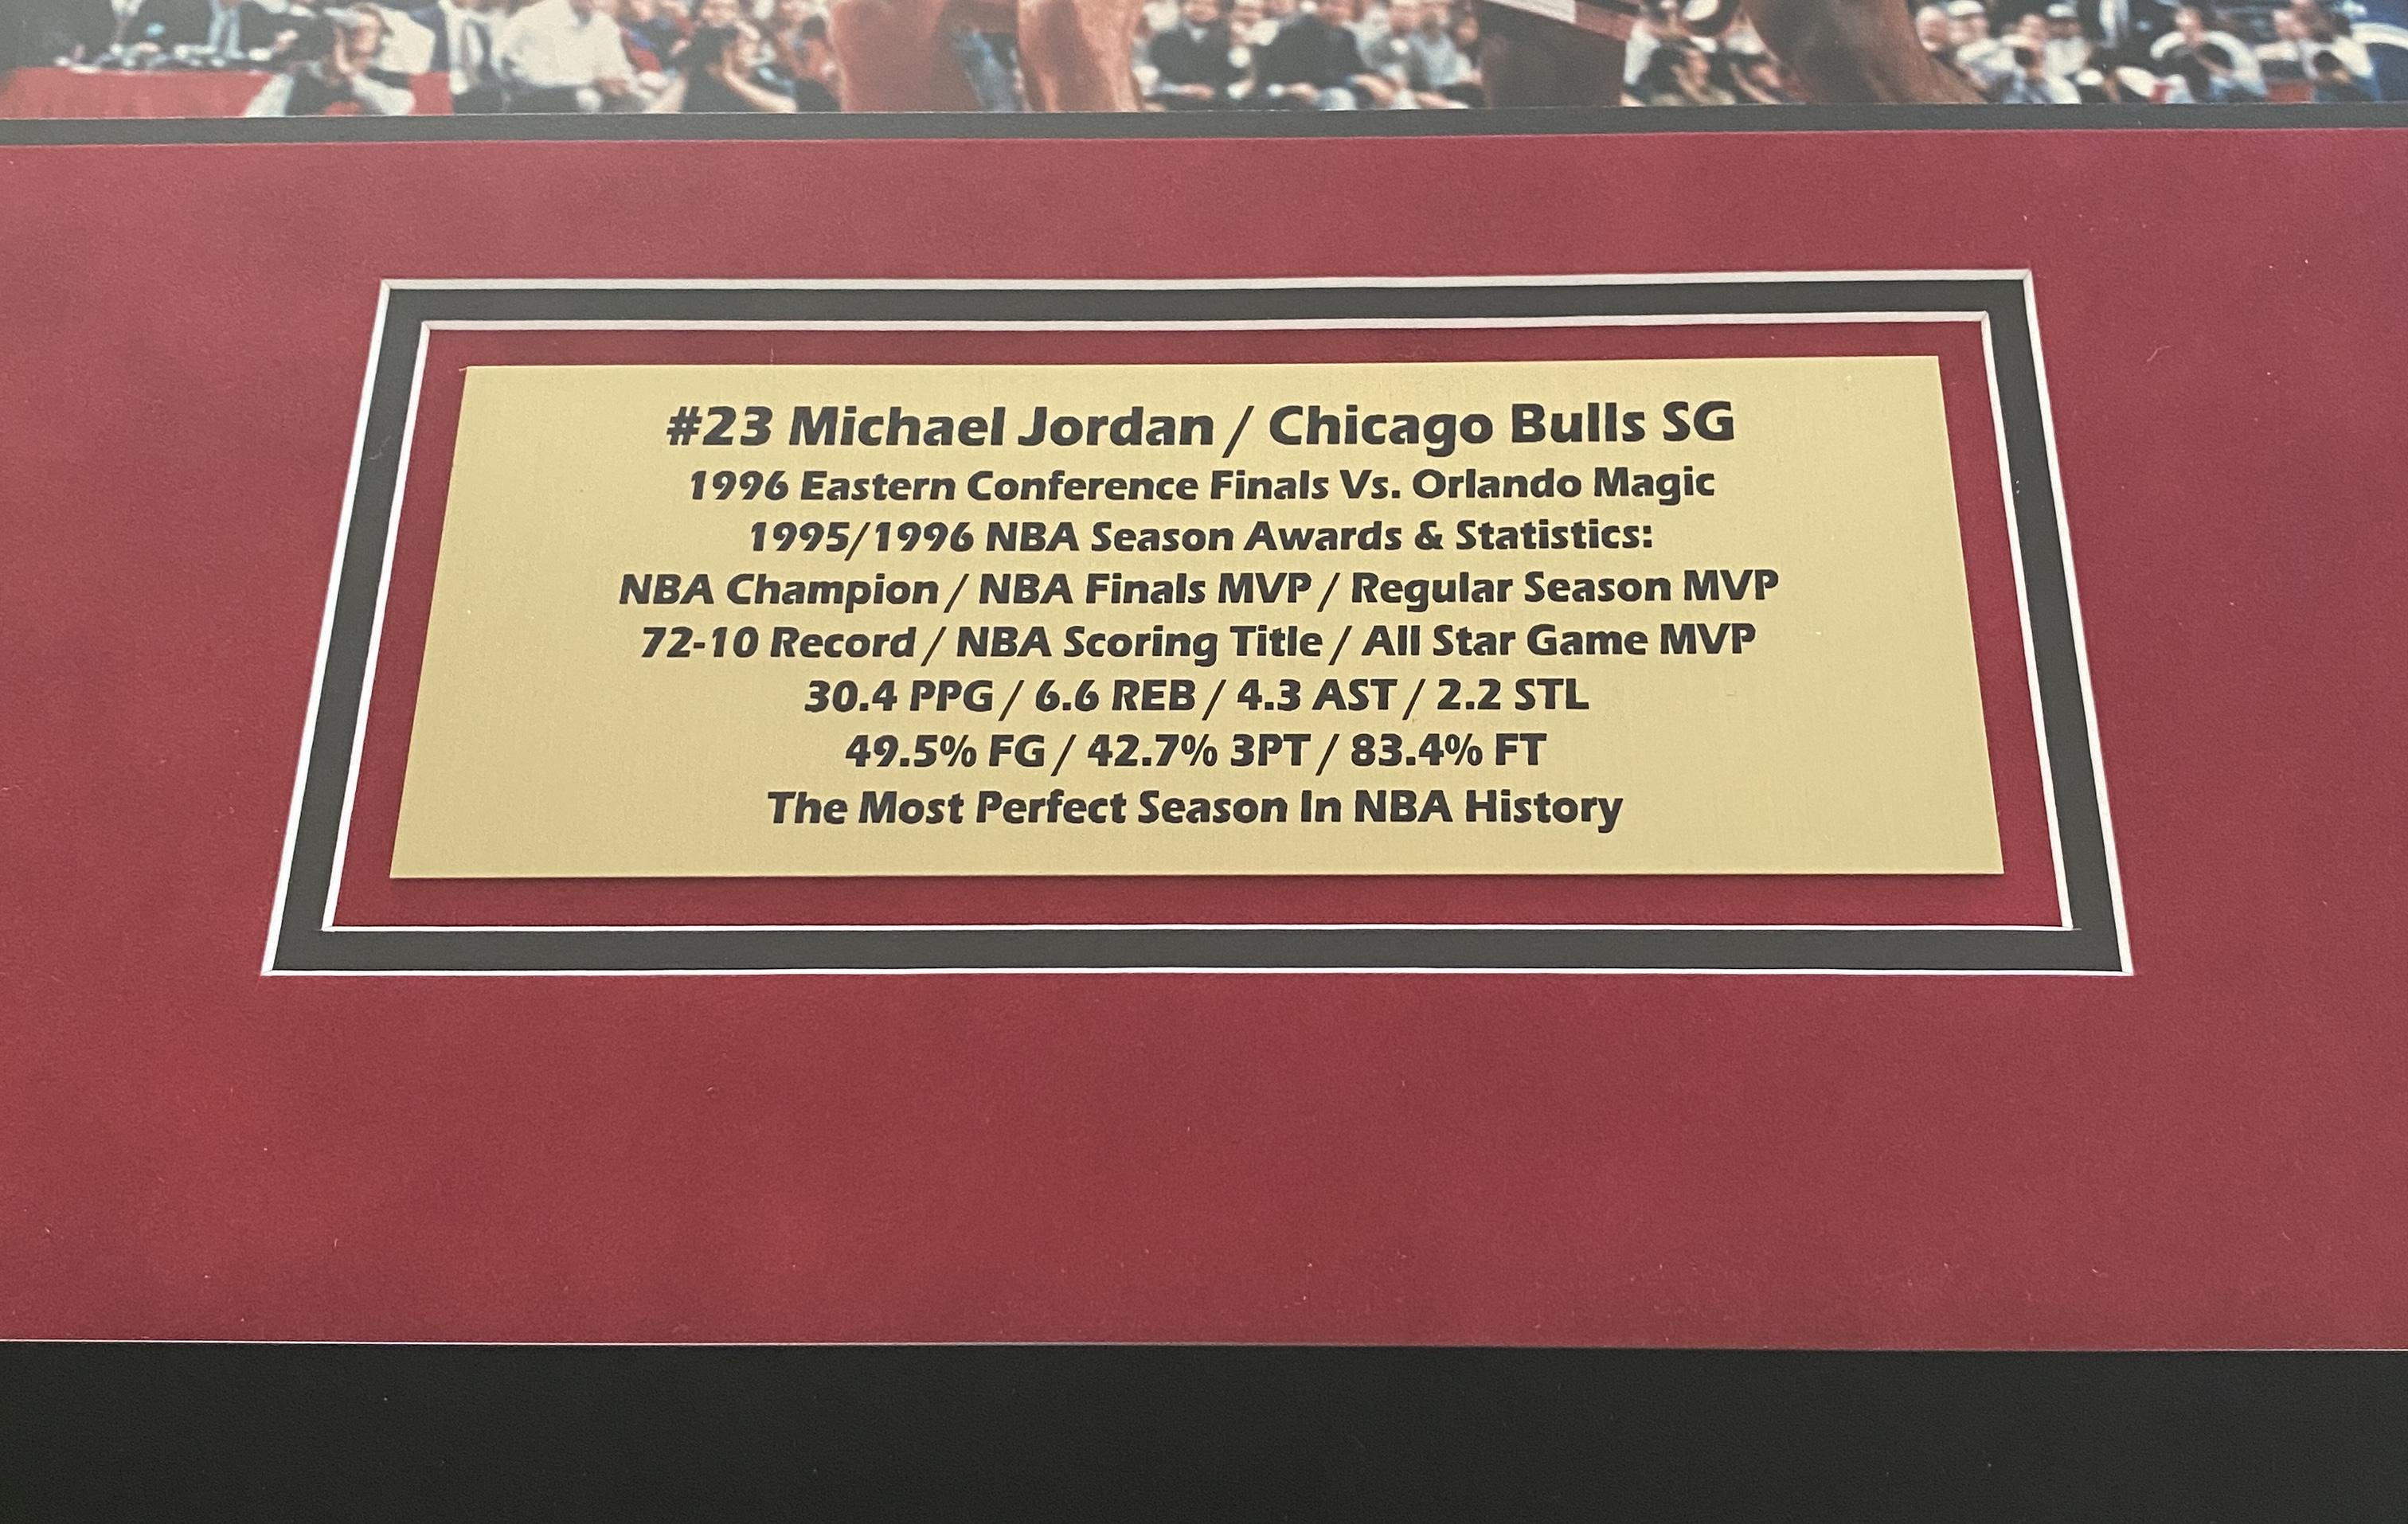 #23 Michael Jordan / Chicago Bulls SG
1996 Eastern Conference Finals Vs. Orlando Magic
1995/1996 NBA Season Awards & Statistics:
NBA Champion / NBA Finals MVP / Regular Season MVP
72-10 Record / NBA Scoring Title / All Star Game MVP
30.4 PPG / 6.6 REB / 4.3 AST / 2.2 STL
49.5% FG / 42.7% 3PT / 83.4% FT
The Most Perfect Season In NBA History